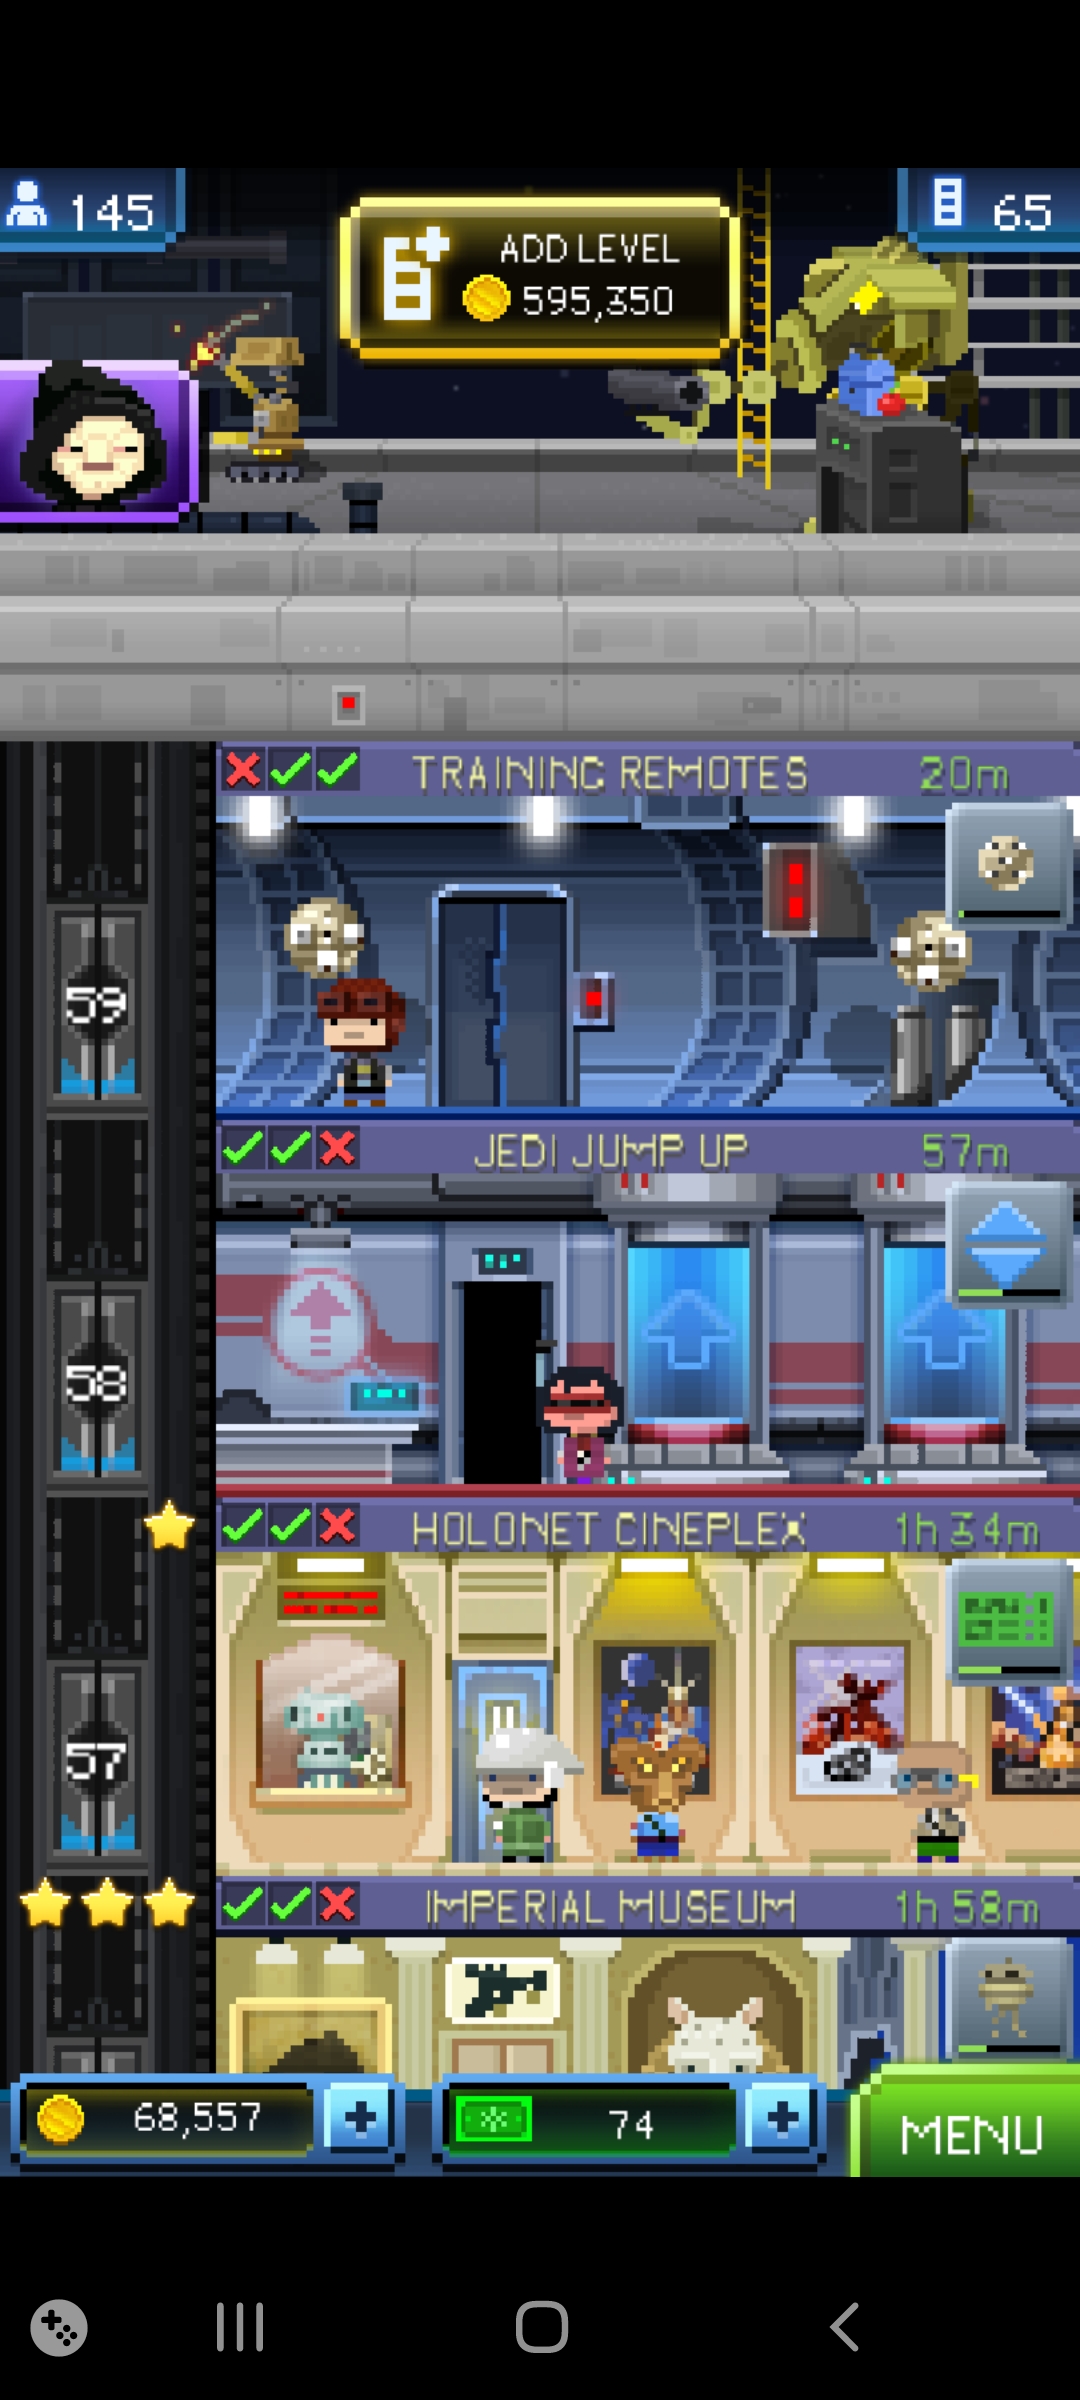 145
ADD LEVEL
595,350
65
TRAINING REMOTES 20m
59
JEDI JUMP UP 57m
58
HOLONET CINEPLEX 1h 34m
57
IMPERIAL MUSEUM 1h 58m
68,557
74
MENU